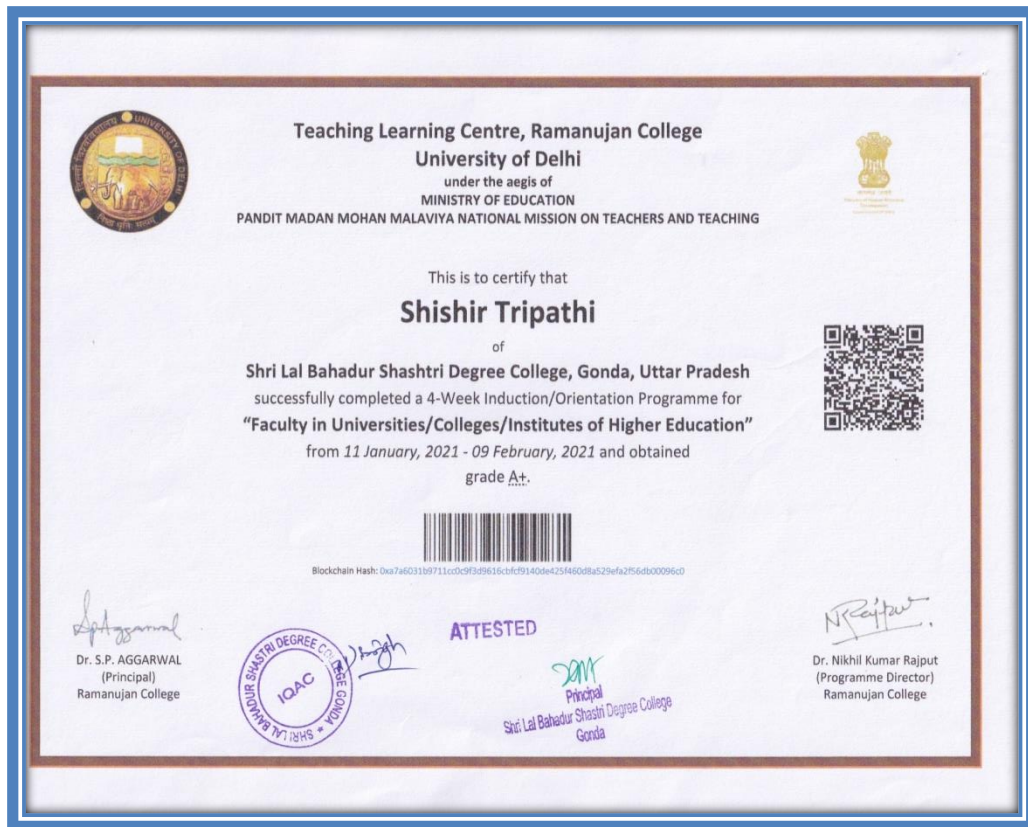 Teaching Learning Centre, Ramanujan College
University of Delhi
under the aegis of
MINISTRY OF EDUCATION
PANDIT MADAN MOHAN MALAVIYA NATIONAL MISSION ON TEACHERS AND TEACHING
This is to certify that
Shishir Tripathi
of
Shri Lal Bahadur Shashtri Degree College, Gonda, Uttar Pradesh
successfully completed a 4-Week Induction/Orientation Programme for
“Faculty in Universities/Colleges/Institutes of Higher Education”
from 11 January, 2021 - 09 February, 2021 and obtained
grade A+.
Blockchain Hash: 0xa7a6031b9711cc0c9f3d9616cbfcf9140de425f460d8a529efa2f56db00096c0
Dr. S.P. AGGARWAL
(Principal)
Ramanujan College
SHRI LAL BAHADUR SHASTRI DEGREE COLLEGE GONDA
IQAC
ATTESTED
Principal
Shri Lal Bahadur Shastri Degree College
Gonda
Dr. Nikhil Kumar Rajput
(Programme Director)
Ramanujan College